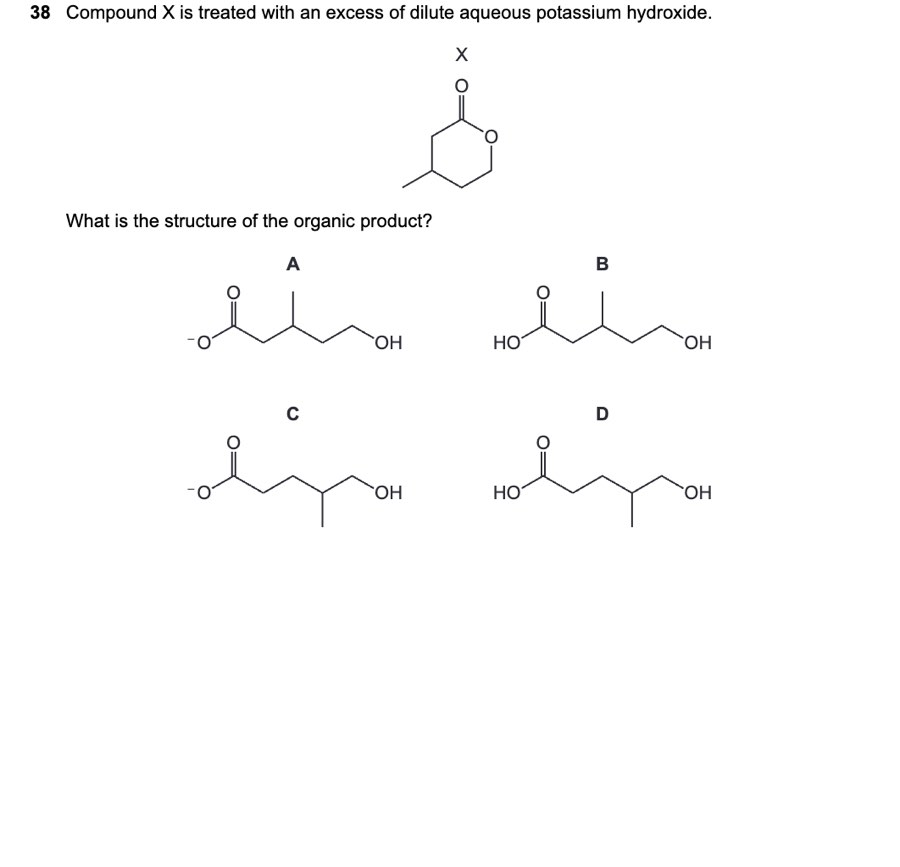 38 Compound X is treated with an excess of dilute aqueous potassium hydroxide.
X
O
O
What is the structure of the organic product?
A B
O O
⁻O OH HO OH
C D
O O
⁻O OH HO OH